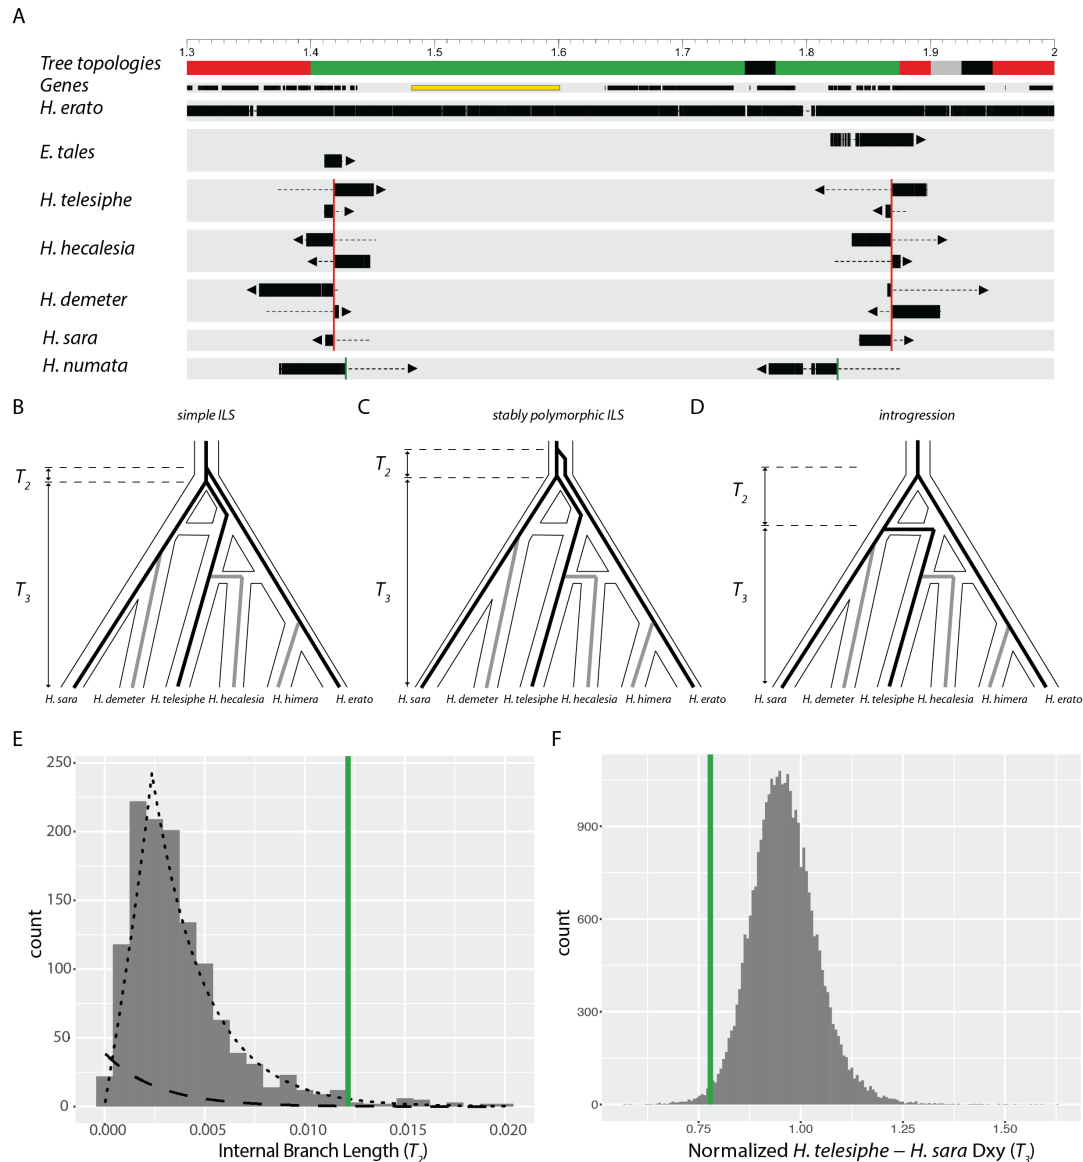 A
1.3 1.4 1.5 1.6 1.7 1.8 1.9 2
Tree topologies
Genes
H. erato
E. tales
H. telesiphe
H. hecalesia
H. demeter
H. sara
H. numata
B simple ILS
T2
T3
H. sara H. demeter H. telesiphe H. hecalesia H. himera H. erato
C stably polymorphic ILS
T2
T3
H. sara H. demeter H. telesiphe H. hecalesia H. himera H. erato
D introgression
T2
T3
H. sara H. demeter H. telesiphe H. hecalesia H. himera H. erato
E
count
250
200
150
100
50
0
0.000 0.005 0.010 0.015 0.020
Internal Branch Length (T2)
F
count
900
600
300
0
0.75 1.00 1.25 1.50
Normalized H. telesiphe – H. sara Dxy (T3)